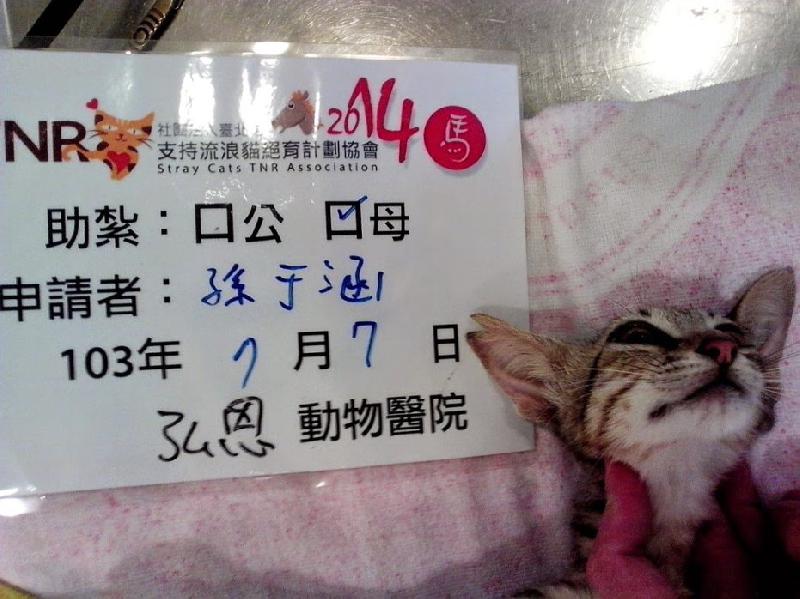 TNR 社團法人臺北市 2014 馬
支持流浪貓絕育計劃協會
Stray Cats TNR Association
助紮：口公 ☑母
申請者：孫于涵
103年 7 月 7 日
弘恩 動物醫院